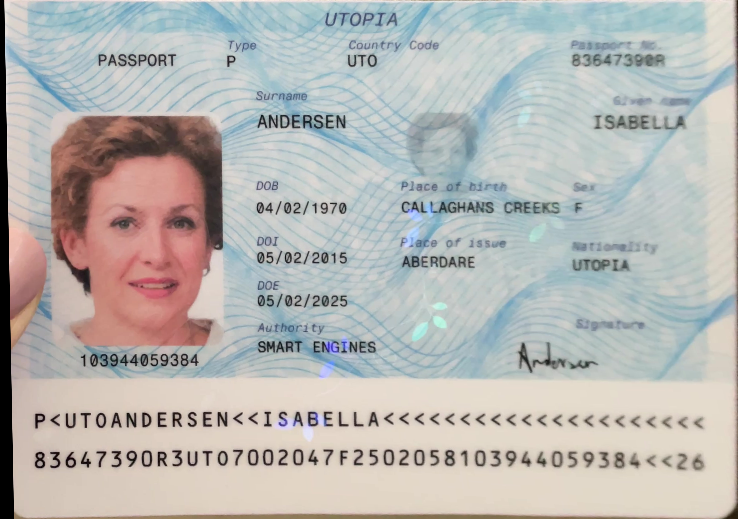 UTOPIA
Type Country Code Passport No.
PASSPORT P UTO 83647390R
Surname Given name
ANDERSEN ISABELLA
DOB Place of birth Sex
04/02/1970 CALLAGHANS CREEKS F
DOI Place of issue Nationality
05/02/2015 ABERDARE UTOPIA
DOE
05/02/2025
Authority Signature
SMART ENGINES Andersen
103944059384
P<UTOANDERSEN<<ISABELLA<<<<<<<<<<<<<<<<<<<<<
83647390R3UTO7002047F2502058103944059384<<26